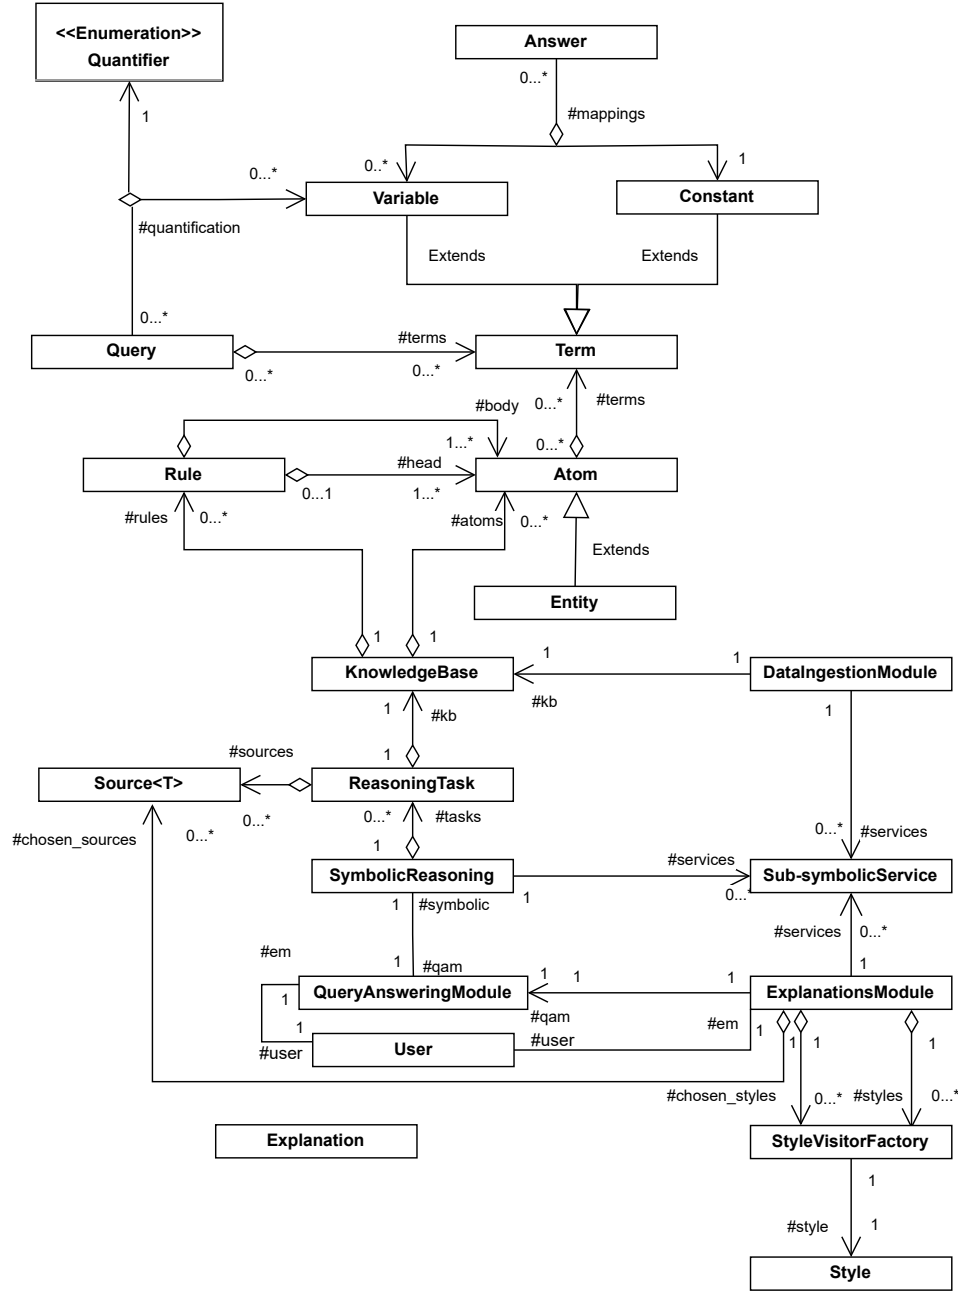 <<Enumeration>>
Quantifier
Answer
0...*
1
#mappings
0..*
1
0...*
Variable
Constant
#quantification
Extends
Extends
0...*
#terms
Query
Term
0...*
0...*
#body
0...*
#terms
1...*
0...*
Rule
#head
Atom
0...1
1...*
#rules
0...*
#atoms
0...*
Extends
Entity
1
1
1
1
KnowledgeBase
DataIngestionModule
1
#kb
#kb
1
#sources
1
Source<T>
ReasoningTask
0...*
#tasks
#chosen_sources
0...*
0...*
0...*
#services
1
#services
SymbolicReasoning
Sub-symbolicService
1
#symbolic
1
0...*
#services
0...*
#em
1
#qam
1
1
1
1
QueryAnsweringModule
ExplanationsModule
1
#qam
#em
1
#user
User
#user
1
1
1
1
#chosen_styles
0...*
#styles
0...*
Explanation
StyleVisitorFactory
1
#style
1
Style